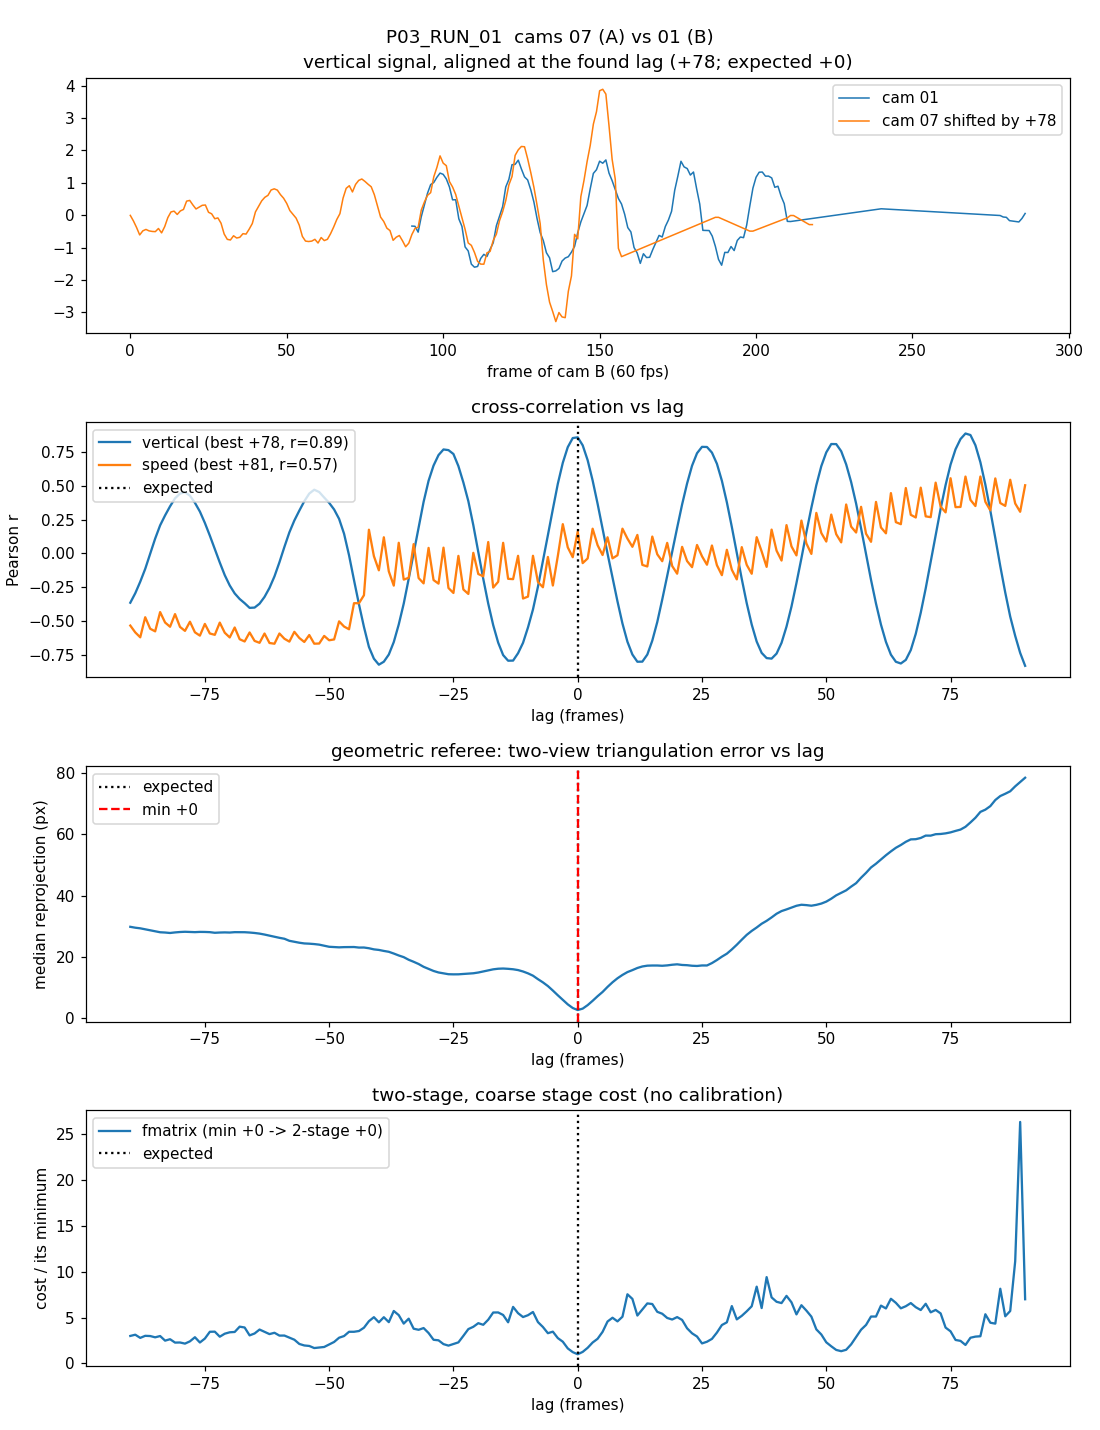 P03_RUN_01  cams 07 (A) vs 01 (B)
vertical signal, aligned at the found lag (+78; expected +0)
cam 01
cam 07 shifted by +78
4
3
2
1
0
−1
−2
−3
0
50
100
150
200
250
300
frame of cam B (60 fps)
cross-correlation vs lag
vertical (best +78, r=0.89)
speed (best +81, r=0.57)
expected
Pearson r
0.75
0.50
0.25
0.00
−0.25
−0.50
−0.75
−75
−50
−25
0
25
50
75
lag (frames)
geometric referee: two-view triangulation error vs lag
expected
min +0
median reprojection (px)
80
60
40
20
0
−75
−50
−25
0
25
50
75
lag (frames)
two-stage, coarse stage cost (no calibration)
fmatrix (min +0 -> 2-stage +0)
expected
cost / its minimum
25
20
15
10
5
0
−75
−50
−25
0
25
50
75
lag (frames)